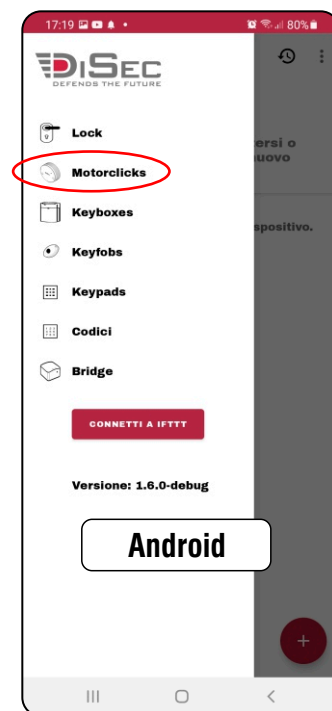 17:19 80%
DiSec
DEFENDS THE FUTURE
Lock
ersi o
Motorclicks
nuovo
Keyboxes
spositivo.
Keyfobs
Keypads
Codici
Bridge
CONNETTI A IFTTT
Versione: 1.6.0-debug
Android
+